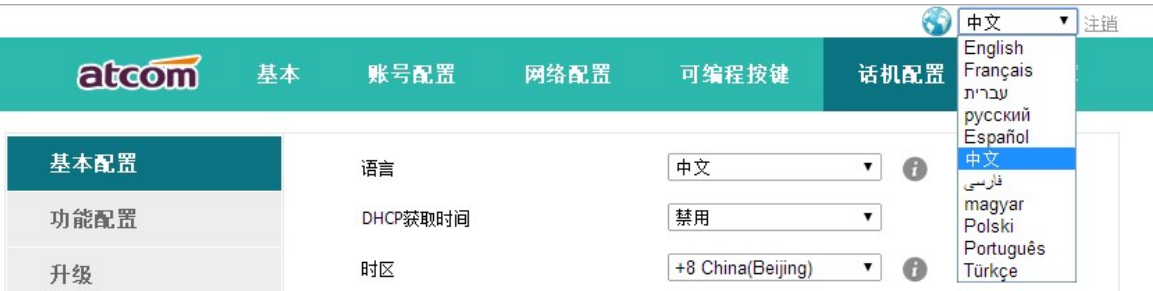 中文 注销
atcom 基本 账号配置 网络配置 可编程按键 话机配置
English
Français
עברית
русский
Español
中文
فارسی
magyar
Polski
Português
Türkçe
基本配置
功能配置
升级
语言 中文
DHCP获取时间 禁用
时区 +8 China(Beijing)